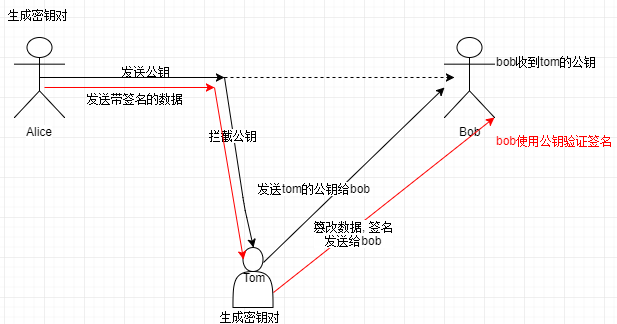 生成密钥对
发送公钥
发送带签名的数据
Alice
拦截公钥
bob收到tom的公钥
Bob
bob使用公钥验证签名
发送tom的公钥给bob
篡改数据, 签名
发送给bob
Tom
生成密钥对